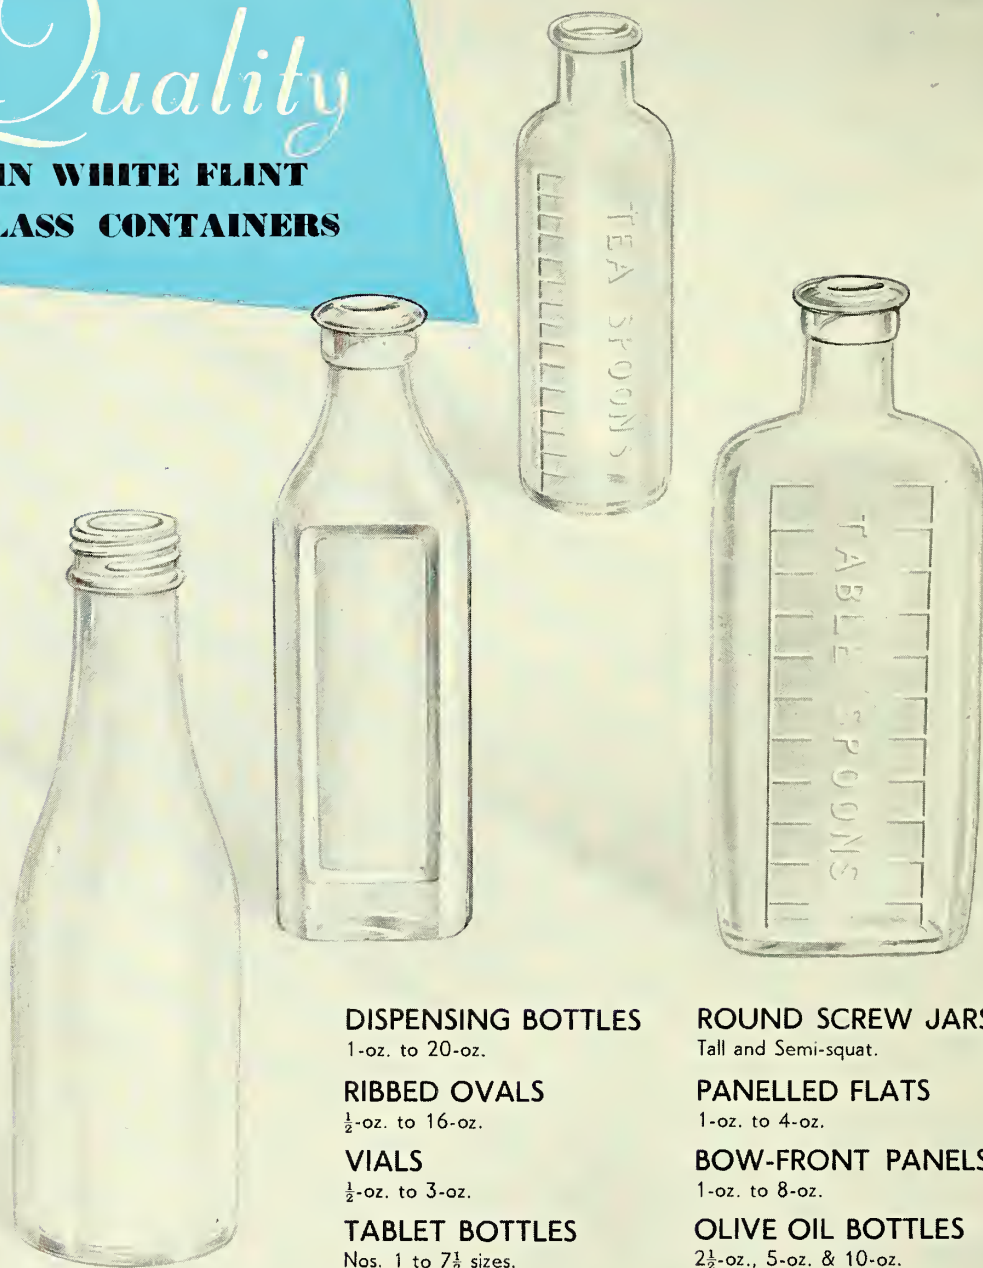 Quality
IN WHITE FLINT
LASS CONTAINERS
TEA SPOONS
TABLE SPOONS
DISPENSING BOTTLES
1-oz. to 20-oz.
RIBBED OVALS
½-oz. to 16-oz.
VIALS
½-oz. to 3-oz.
TABLET BOTTLES
Nos. 1 to 7½ sizes.
ROUND SCREW JARS
Tall and Semi-squat.
PANELLED FLATS
1-oz. to 4-oz.
BOW-FRONT PANELS
1-oz. to 8-oz.
OLIVE OIL BOTTLES
2½-oz., 5-oz. & 10-oz.